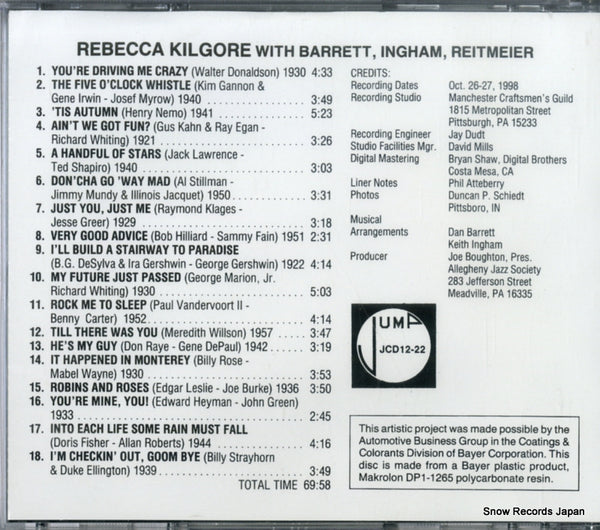 REBECCA KILGORE WITH BARRETT, INGHAM, REITMEIER
1. YOU'RE DRIVING ME CRAZY (Walter Donaldson) 1930 4:33
2. THE FIVE O'CLOCK WHISTLE (Kim Gannon &
Gene Irwin - Josef Myrow) 1940 3:49
3. 'TIS AUTUMN (Henry Nemo) 1941 5:23
4. AIN'T WE GOT FUN? (Gus Kahn & Ray Egan -
Richard Whiting) 1921 3:26
5. A HANDFUL OF STARS (Jack Lawrence -
Ted Shapiro) 1940 3:03
6. DON'CHA GO 'WAY MAD (Al Stillman -
Jimmy Mundy & Illinois Jacquet) 1950 3:31
7. JUST YOU, JUST ME (Raymond Klages -
Jesse Greer) 1929 3:18
8. VERY GOOD ADVICE (Bob Hilliard - Sammy Fain) 1951 2:31
9. I'LL BUILD A STAIRWAY TO PARADISE
(B.G. DeSylva & Ira Gershwin - George Gershwin) 1922 4:14
10. MY FUTURE JUST PASSED (George Marion, Jr.
Richard Whiting) 1930 5:03
11. ROCK ME TO SLEEP (Paul Vandervoort II -
Benny Carter) 1952 4:14
12. TILL THERE WAS YOU (Meredith Willson) 1957 3:47
13. HE'S MY GUY (Don Raye - Gene DePaul) 1942 3:19
14. IT HAPPENED IN MONTEREY (Billy Rose -
Mabel Wayne) 1930 3:53
15. ROBINS AND ROSES (Edgar Leslie - Joe Burke) 1936 3:50
16. YOU'RE MINE, YOU! (Edward Heyman - John Green)
1933 2:45
17. INTO EACH LIFE SOME RAIN MUST FALL
(Doris Fisher - Allan Roberts) 1944 4:16
18. I'M CHECKIN' OUT, GOOM BYE (Billy Strayhorn
& Duke Ellington) 1939 3:49
TOTAL TIME 69:58
CREDITS:
Recording Dates Oct. 26-27, 1998
Recording Studio Manchester Craftsmen's Guild
1815 Metropolitan Street
Pittsburgh, PA 15233
Recording Engineer Jay Dudt
Studio Facilities Mgr. David Mills
Digital Mastering Bryan Shaw, Digital Brothers
Costa Mesa, CA
Liner Notes Phil Atteberry
Photos Duncan P. Schiedt
Pittsboro, IN
Musical
Arrangements Dan Barrett
Keith Ingham
Producer Joe Boughton, Pres.
Allegheny Jazz Society
283 Jefferson Street
Meadville, PA 16335
JUMP
JCD12-22
This artistic project was made possible by the
Automotive Business Group in the Coatings &
Colorants Division of Bayer Corporation. This
disc is made from a Bayer plastic product,
Makrolon DP1-1265 polycarbonate resin.
Snow Records Japan